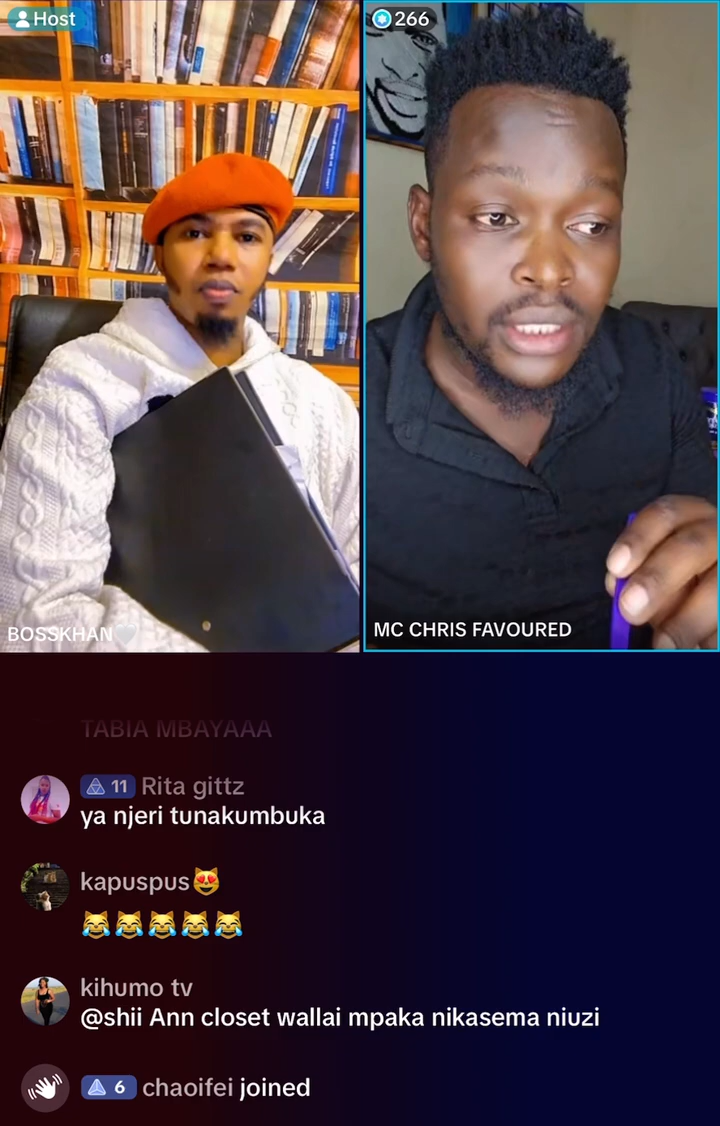 Host
266
BOSSKHAN🤍
MC CHRIS FAVOURED
TABIA MBAYAAA
11 Rita gittz
ya njeri tunakumbuka
kapuspus😻
😹😹😹😹😹
kihumo tv
@shii Ann closet wallai mpaka nikasema niuzi
6 chaoifei joined